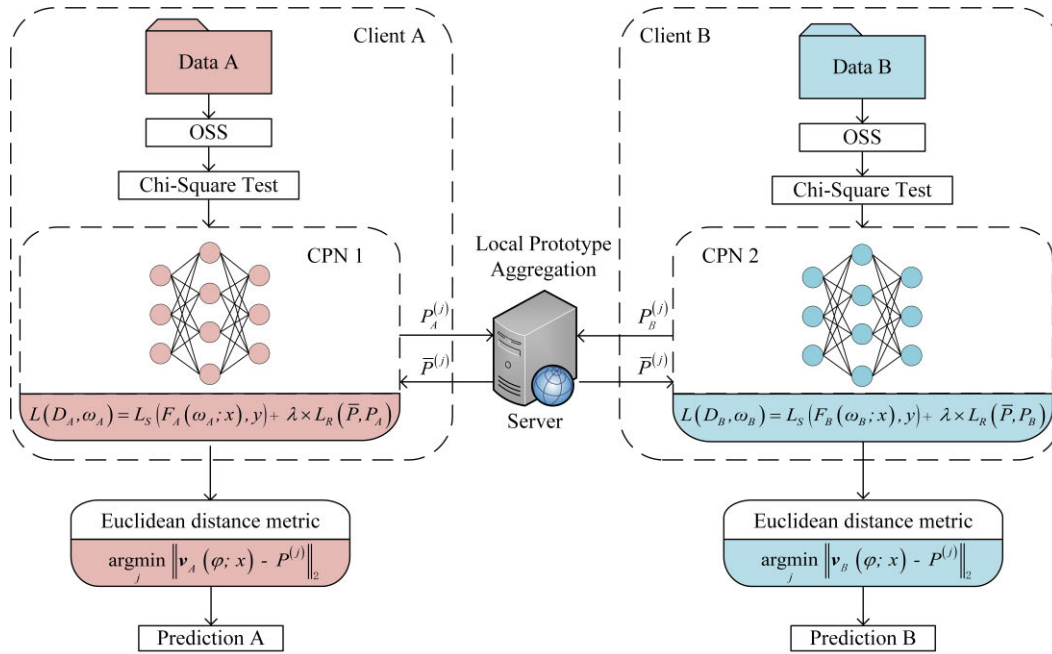 Client A
Data A
OSS
Chi-Square Test
CPN 1
L(D_A, ω_A) = L_S(F_A(ω_A; x), y) + λ × L_R(P̅, P_A)
Euclidean distance metric
argmin_j ‖v_A(φ; x) - P^(j)‖_2
Prediction A
Local Prototype
Aggregation
P_A^(j)
P̅^(j)
P_B^(j)
P̅^(j)
Server
Client B
Data B
OSS
Chi-Square Test
CPN 2
L(D_B, ω_B) = L_S(F_B(ω_B; x), y) + λ × L_R(P̅, P_B)
Euclidean distance metric
argmin_j ‖v_B(φ; x) - P^(j)‖_2
Prediction B